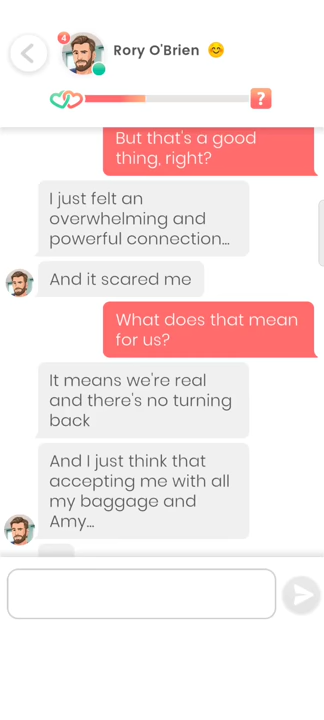 4
Rory O'Brien
?
But that's a good
thing, right?
I just felt an
overwhelming and
powerful connection...
And it scared me
What does that mean
for us?
It means we're real
and there's no turning
back
And I just think that
accepting me with all
my baggage and
Amy...